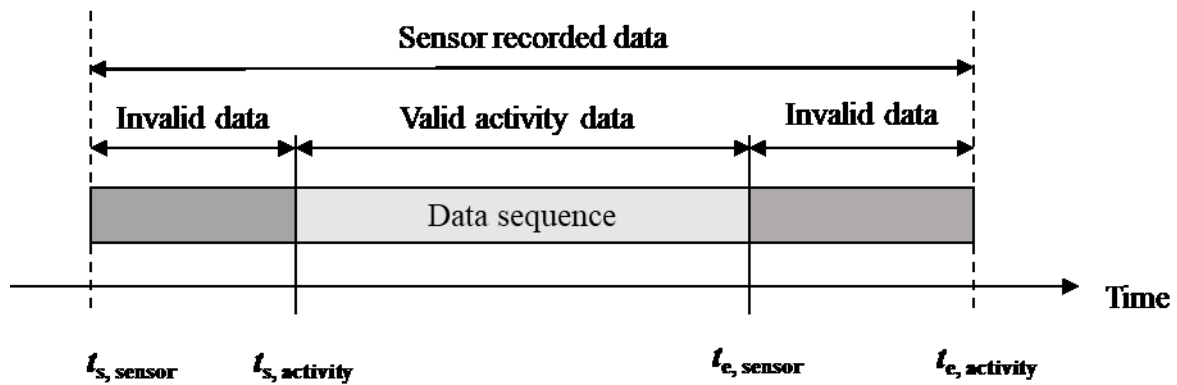 Sensor recorded data
Invalid data Valid activity data Invalid data
Data sequence
Time
t_s, sensor t_s, activity t_e, sensor t_e, activity